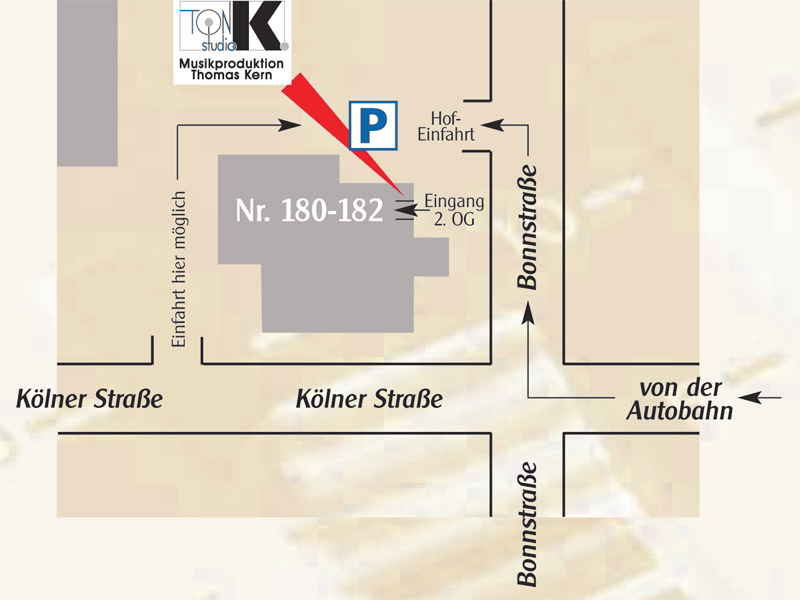 TON
studio K.
Musikproduktion
Thomas Kern
P
Hof-
Einfahrt
Einfahrt hier möglich
Nr. 180-182
Eingang
2. OG
Bonnstraße
Kölner Straße
Kölner Straße
von der
Autobahn
Bonnstraße